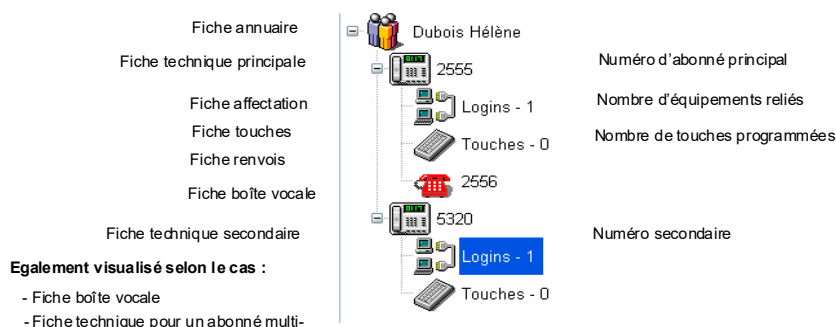 Fiche annuaire
Dubois Hélène
Fiche technique principale
2555
Numéro d'abonné principal
Fiche affectation
Logins - 1
Nombre d'équipements reliés
Fiche touches
Touches - 0
Nombre de touches programmées
Fiche renvois
Fiche boîte vocale
2556
Fiche technique secondaire
5320
Numéro secondaire
Egalement visualisé selon le cas :
Logins - 1
- Fiche boîte vocale
Touches - 0
- Fiche technique pour un abonné multi-